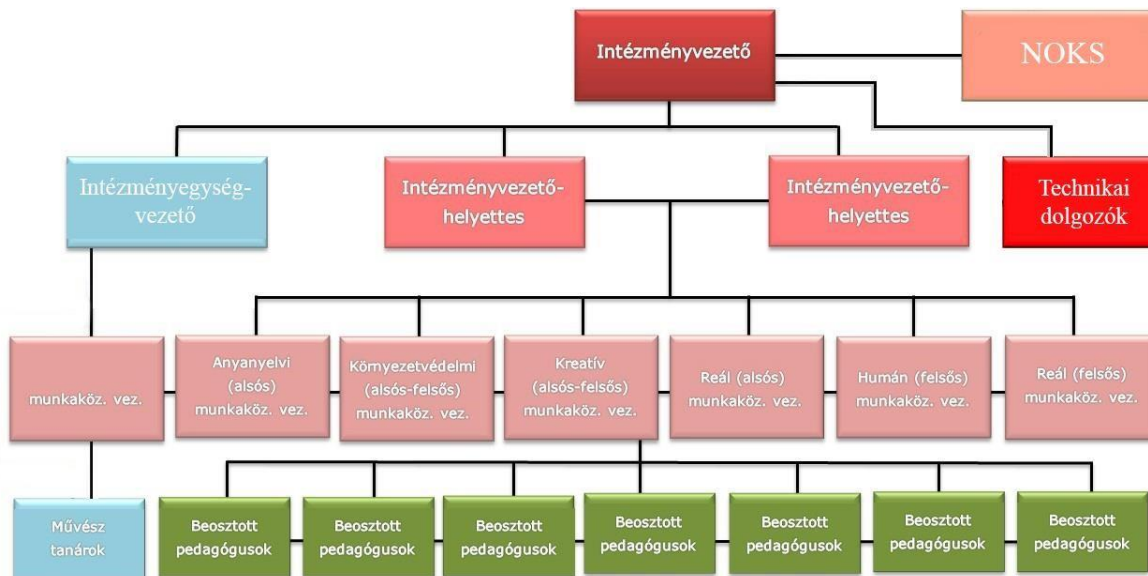 Intézményvezető
NOKS
Intézményegység-
vezető
Intézményvezető-
helyettes
Intézményvezető-
helyettes
Technikai
dolgozók
munkaköz. vez.
Anyanyelvi
(alsós)
munkaköz. vez.
Környezetvédelmi
(alsós-felsős)
munkaköz. vez.
Kreatív
(alsós-felsős)
munkaköz. vez.
Reál (alsós)
munkaköz. vez.
Humán (felsős)
munkaköz. vez.
Reál (felsős)
munkaköz. vez.
Művész
tanárok
Beosztott
pedagógusok
Beosztott
pedagógusok
Beosztott
pedagógusok
Beosztott
pedagógusok
Beosztott
pedagógusok
Beosztott
pedagógusok
Beosztott
pedagógusok